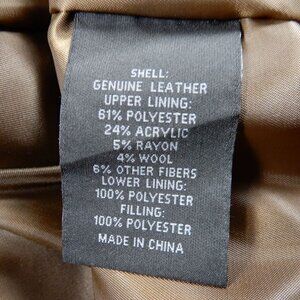 SHELL:
GENUINE LEATHER
UPPER LINING:
61% POLYESTER
24% ACRYLIC
5% RAYON
4% WOOL
6% OTHER FIBERS
LOWER LINING:
100% POLYESTER
FILLING:
100% POLYESTER
MADE IN CHINA